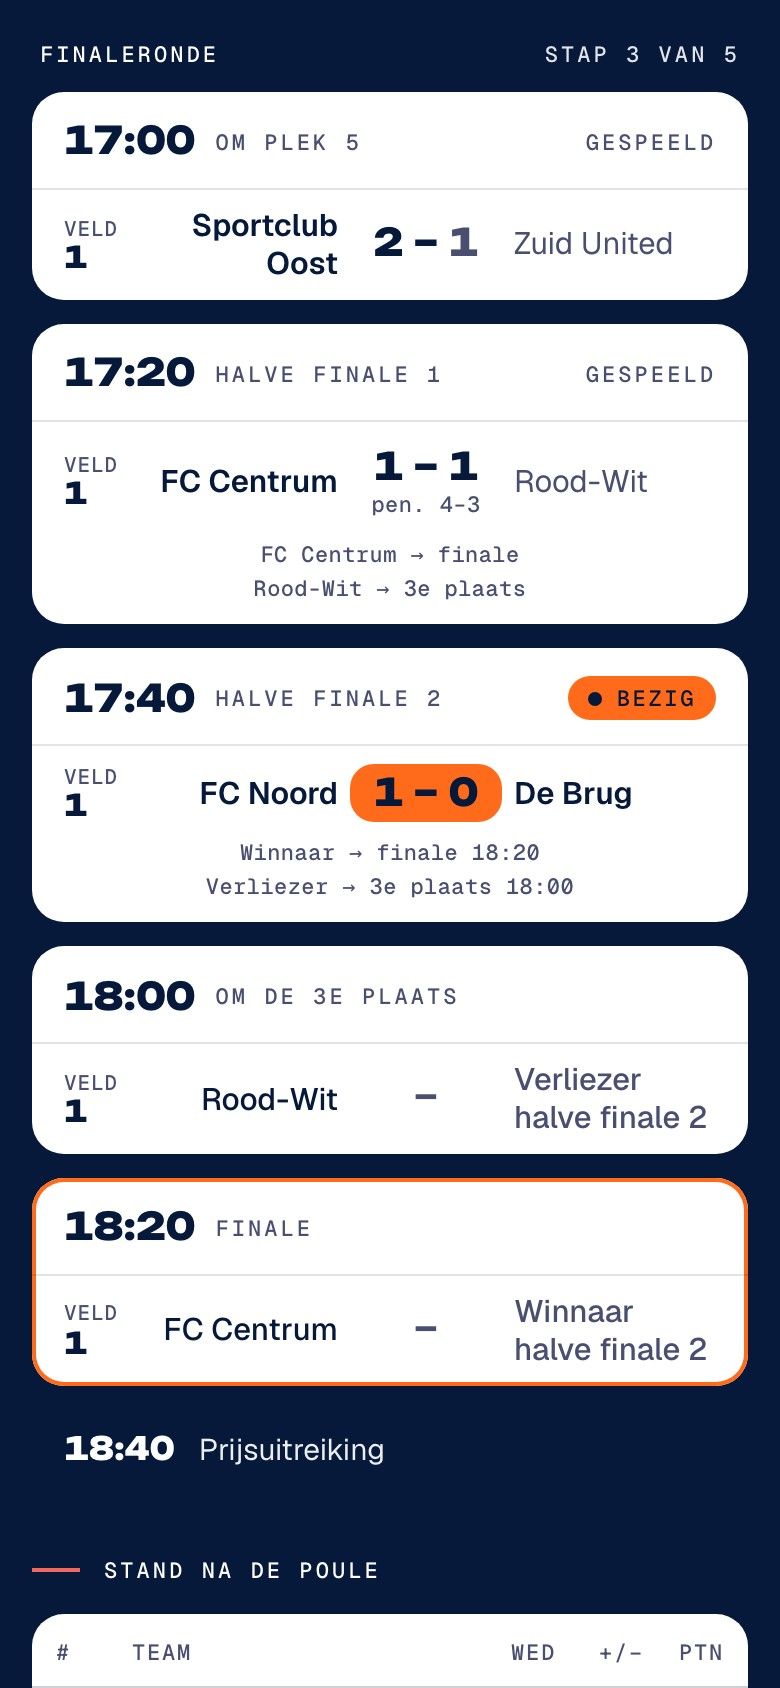 FINALERONDE STAP 3 VAN 5
17:00 OM PLEK 5 GESPEELD
VELD
1
Sportclub
Oost
2 – 1 Zuid United
17:20 HALVE FINALE 1 GESPEELD
VELD
1
FC Centrum 1 – 1 Rood-Wit
pen. 4–3
FC Centrum → finale
Rood-Wit → 3e plaats
17:40 HALVE FINALE 2 ● BEZIG
VELD
1
FC Noord 1 – 0 De Brug
Winnaar → finale 18:20
Verliezer → 3e plaats 18:00
18:00 OM DE 3E PLAATS
VELD
1
Rood-Wit –
Verliezer
halve finale 2
18:20 FINALE
VELD
1
FC Centrum –
Winnaar
halve finale 2
18:40 Prijsuitreiking
STAND NA DE POULE
# TEAM WED +/– PTN